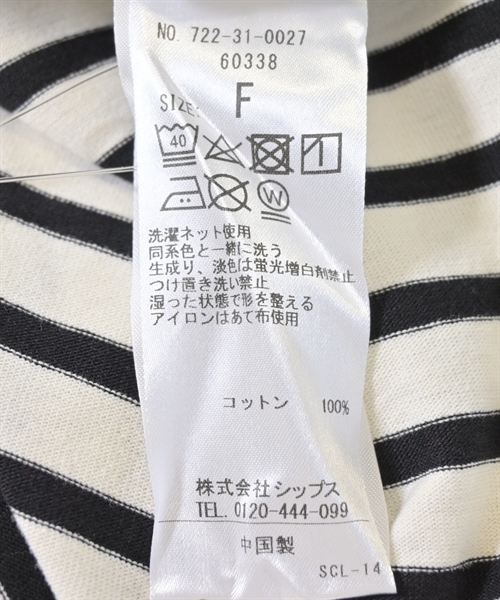 NO. 722-31-0027
60338
SIZE: F
40
W
洗濯ネット使用
同系色と一緒に洗う
生成り、淡色は蛍光増白剤禁止
つけ置き洗い禁止
湿った状態で形を整える
アイロンはあて布使用
コットン 100%
株式会社シップス
TEL. 0120-444-099
中国製
SCL-14